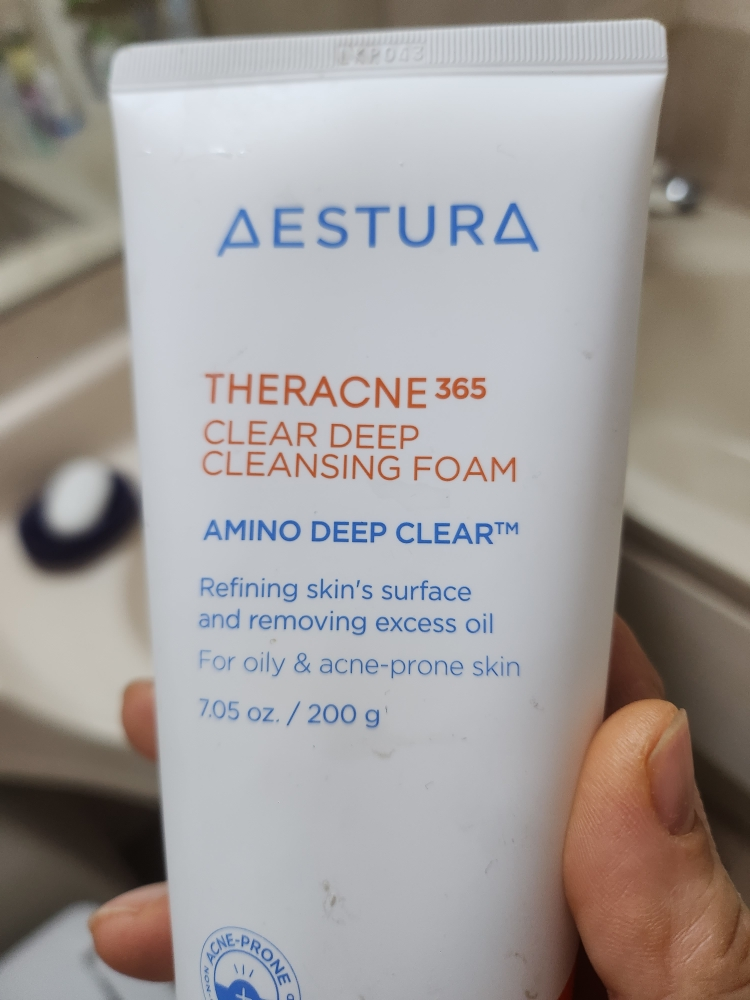 AESTURA
THERACNE 365
CLEAR DEEP
CLEANSING FOAM
AMINO DEEP CLEAR™
Refining skin's surface
and removing excess oil
For oily & acne-prone skin
7.05 oz. / 200 g
ACNE-PRONE